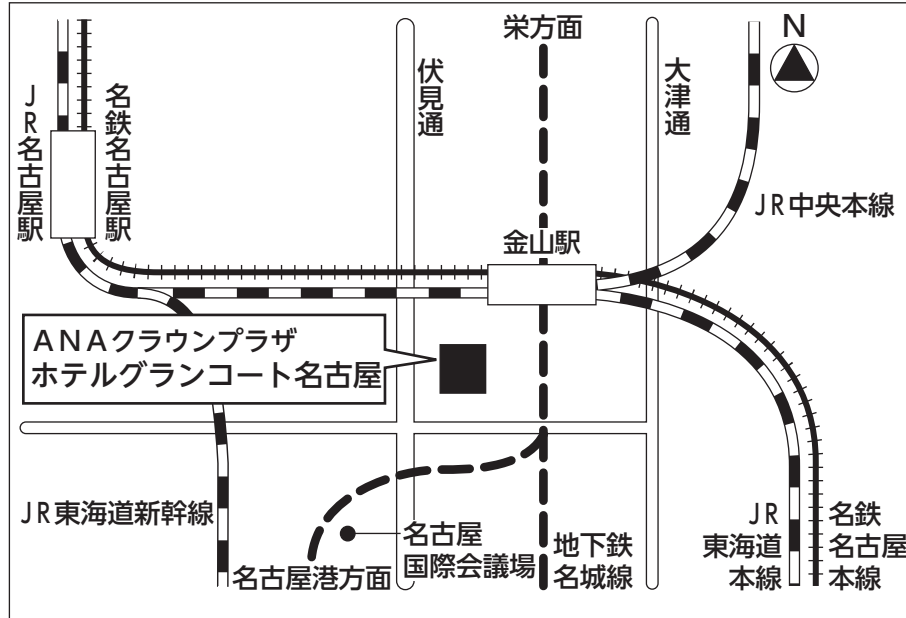 栄方面
N
伏見通
大津通
JR名古屋駅
名鉄名古屋駅
JR中央本線
金山駅
ANAクラウンプラザ
ホテルグランコート名古屋
JR東海道新幹線
名古屋港方面
名古屋
国際会議場
地下鉄
名城線
JR
東海道
本線
名鉄
名古屋
本線